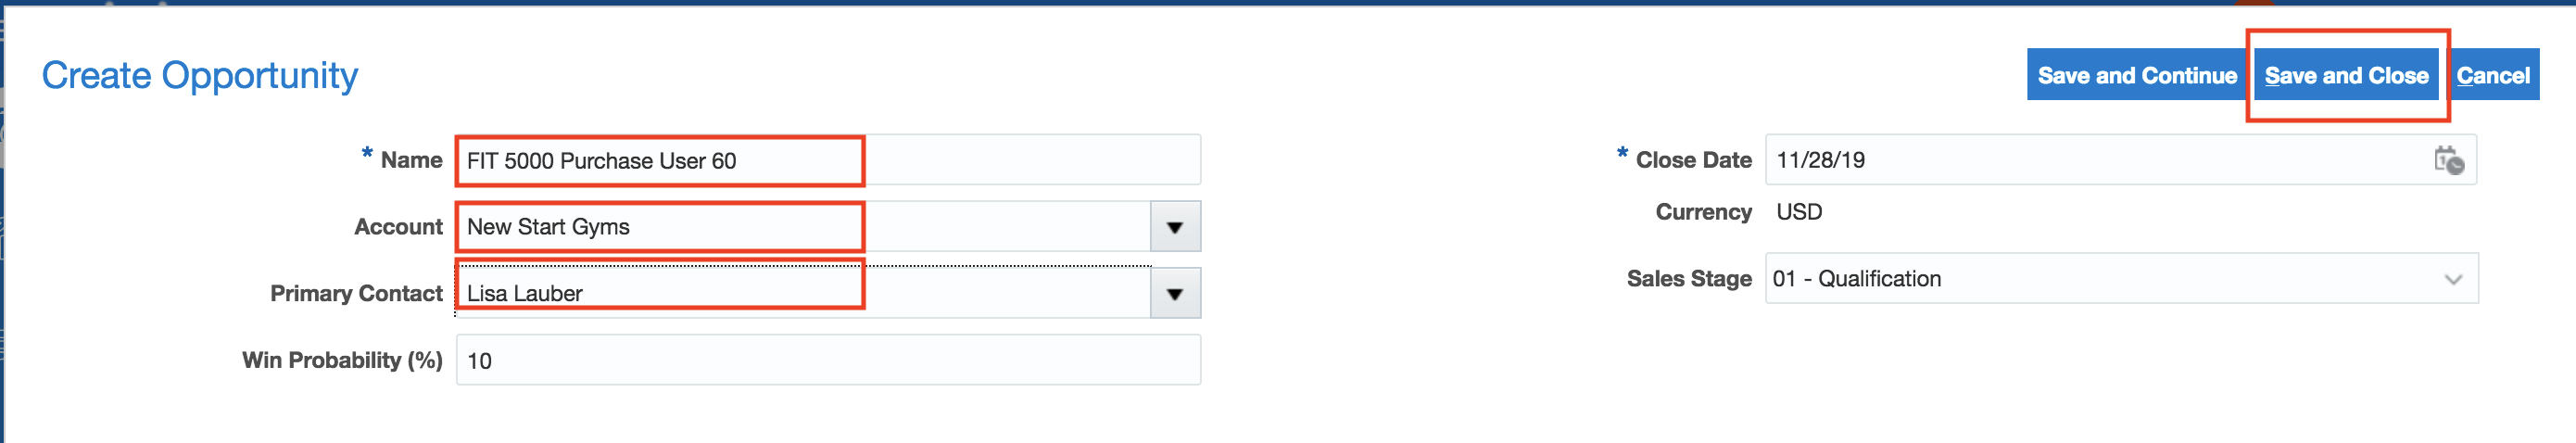 Create Opportunity
Save and Continue
Save and Close
Cancel
* Name FIT 5000 Purchase User 60
Account New Start Gyms
Primary Contact Lisa Lauber
Win Probability (%) 10
* Close Date 11/28/19
Currency USD
Sales Stage 01 - Qualification